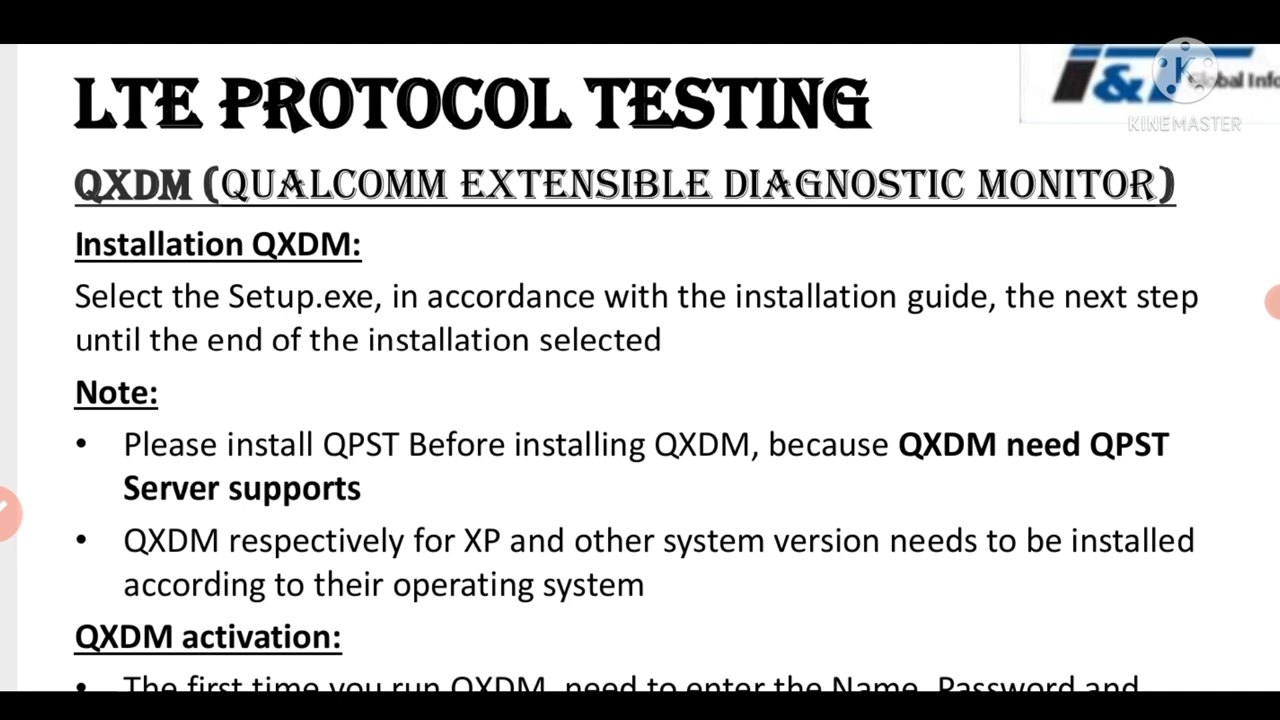 LTE PROTOCOL TESTING
Global Info
K
KINEMASTER
QXDM (QUALCOMM EXTENSIBLE DIAGNOSTIC MONITOR)
Installation QXDM:
Select the Setup.exe, in accordance with the installation guide, the next step
until the end of the installation selected
Note:
• Please install QPST Before installing QXDM, because QXDM need QPST
Server supports
• QXDM respectively for XP and other system version needs to be installed
according to their operating system
QXDM activation:
• The first time you run QXDM, need to enter the Name, Password and